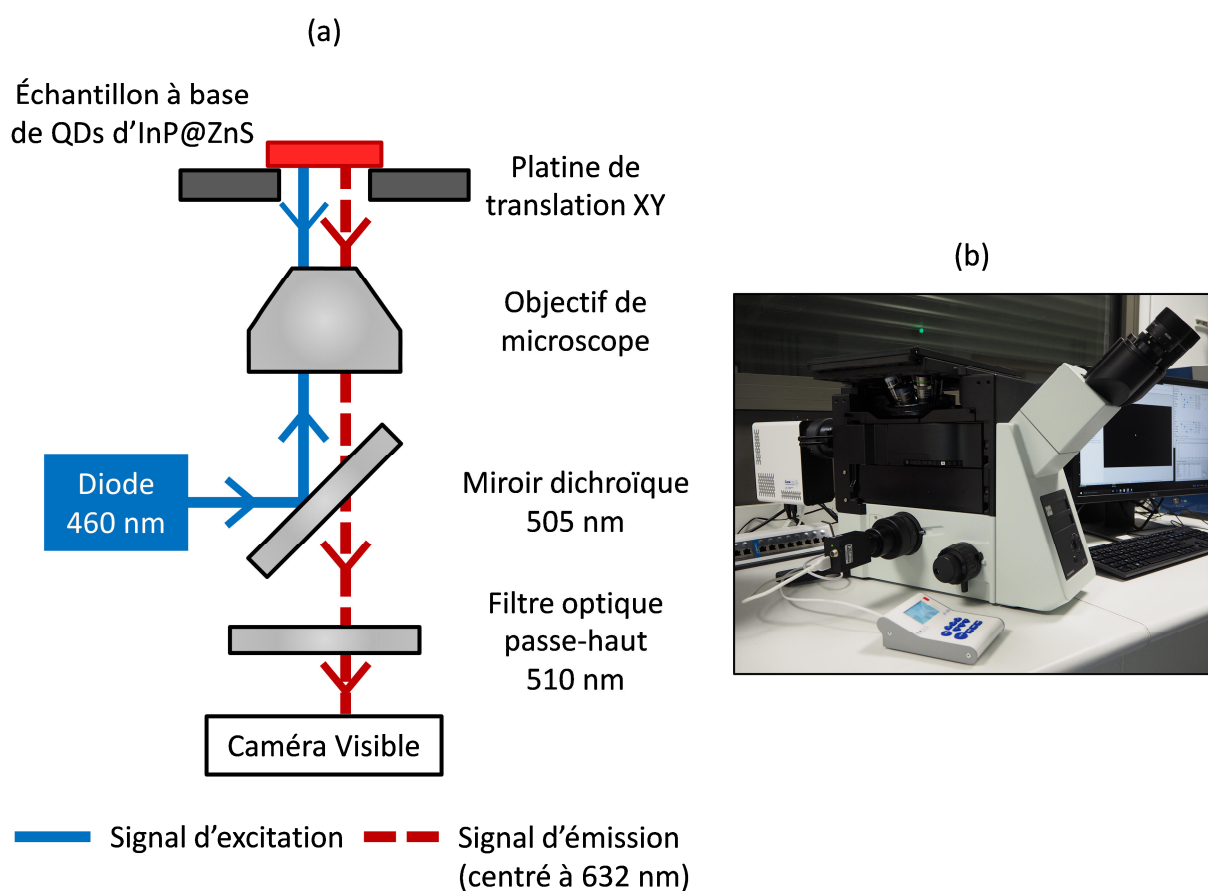 (a)
Échantillon à base
de QDs d'InP@ZnS
Platine de
translation XY
(b)
Objectif de
microscope
Diode
460 nm
Miroir dichroïque
505 nm
Filtre optique
passe-haut
510 nm
Caméra Visible
Signal d'excitation
Signal d'émission
(centré à 632 nm)